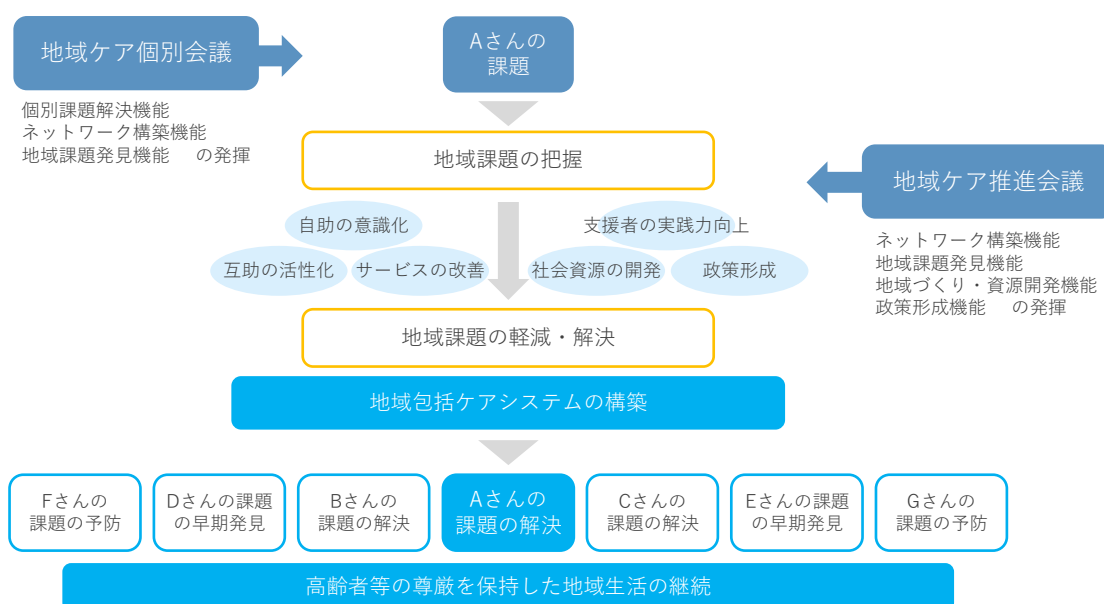 地域ケア個別会議
Aさんの
課題
個別課題解決機能
ネットワーク構築機能
地域課題発見機能　の発揮
地域課題の把握
地域ケア推進会議
自助の意識化
支援者の実践力向上
互助の活性化
サービスの改善
社会資源の開発
政策形成
ネットワーク構築機能
地域課題発見機能
地域づくり・資源開発機能
政策形成機能　の発揮
地域課題の軽減・解決
地域包括ケアシステムの構築
Fさんの
課題の予防
Dさんの課題
の早期発見
Bさんの
課題の解決
Aさんの
課題の解決
Cさんの
課題の解決
Eさんの課題
の早期発見
Gさんの
課題の予防
高齢者等の尊厳を保持した地域生活の継続